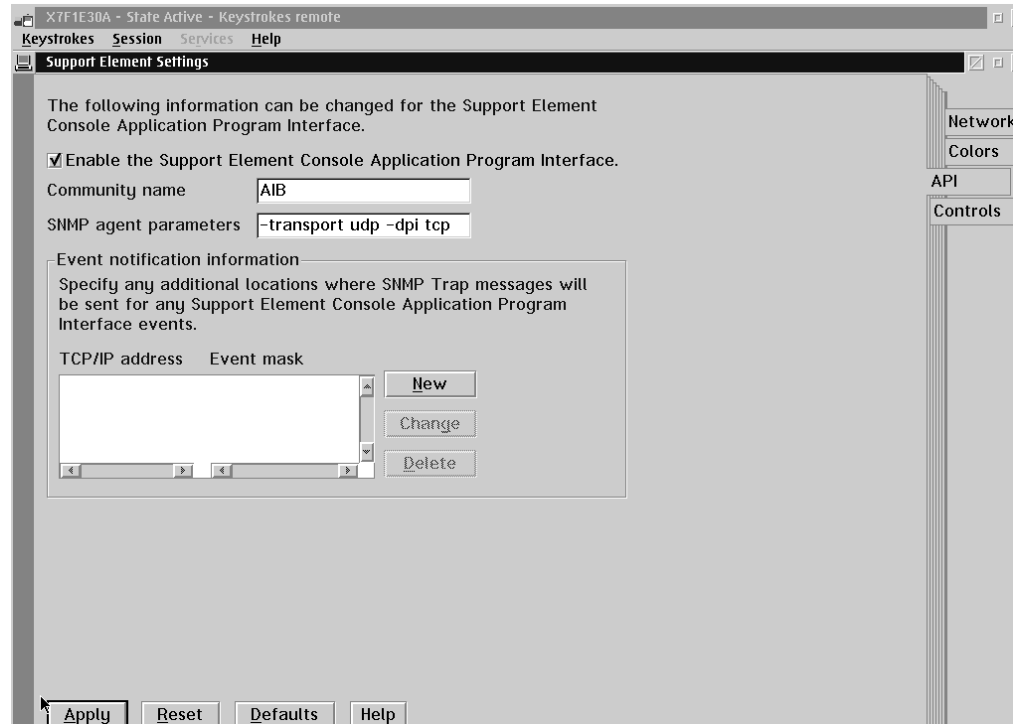 X7F1E30A - State Active - Keystrokes remote
Keystrokes Session Services Help
Support Element Settings
The following information can be changed for the Support Element
Console Application Program Interface.
Enable the Support Element Console Application Program Interface.
Community name AIB
SNMP agent parameters -transport udp -dpi tcp
Event notification information
Specify any additional locations where SNMP Trap messages will
be sent for any Support Element Console Application Program
Interface events.
TCP/IP address Event mask
New
Change
Delete
Network
Colors
API
Controls
Apply Reset Defaults Help